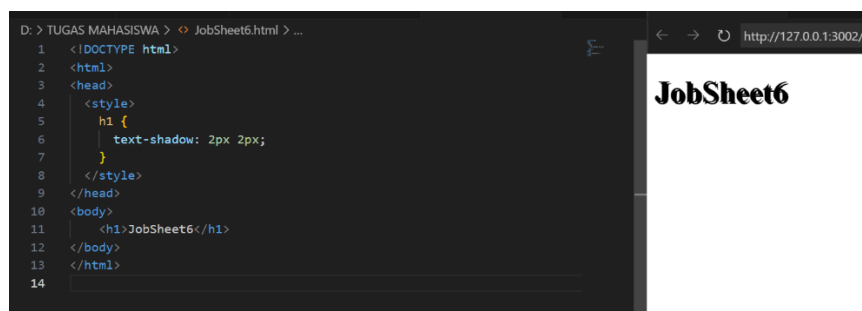 D: > TUGAS MAHASISWA > <> JobSheet6.html > ...
1 <!DOCTYPE html>
2 <html>
3 <head>
4 <style>
5 h1 {
6 text-shadow: 2px 2px;
7 }
8 </style>
9 </head>
10 <body>
11 <h1>JobSheet6</h1>
12 </body>
13 </html>
14
http://127.0.0.1:3002/
JobSheet6